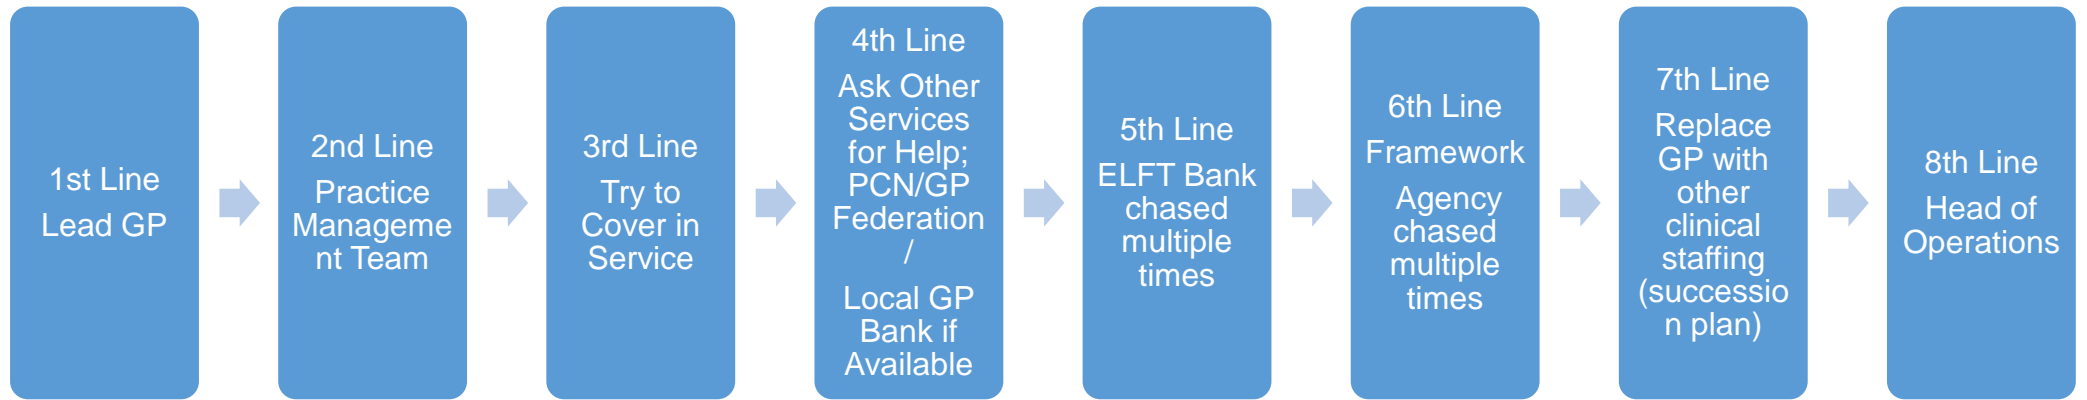 1st Line
Lead GP
2nd Line
Practice
Manageme
nt Team
3rd Line
Try to
Cover in
Service
4th Line
Ask Other
Services
for Help;
PCN/GP
Federation
/
Local GP
Bank if
Available
5th Line
ELFT Bank
chased
multiple
times
6th Line
Framework
Agency
chased
multiple
times
7th Line
Replace
GP with
other
clinical
staffing
(successio
n plan)
8th Line
Head of
Operations